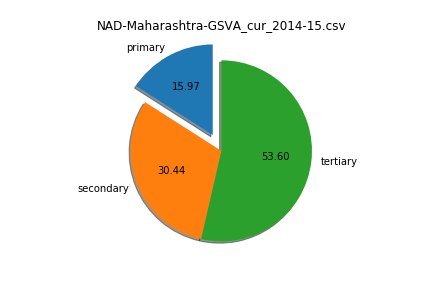 NAD-Maharashtra-GSVA_cur_2014-15.csv
primary
15.97
53.60
tertiary
30.44
secondary